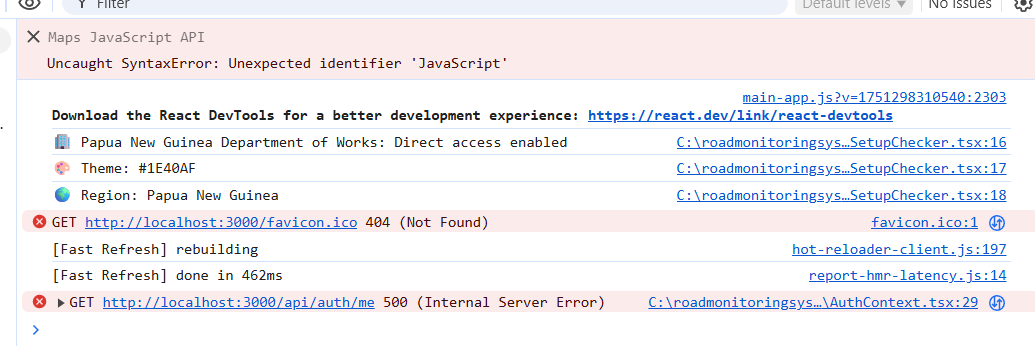 Filter Default levels ▼ No Issues
Maps JavaScript API
Uncaught SyntaxError: Unexpected identifier 'JavaScript'
main-app.js?v=1751298310540:2303
Download the React DevTools for a better development experience: https://react.dev/link/react-devtools
Papua New Guinea Department of Works: Direct access enabled C:\roadmonitoringsys…SetupChecker.tsx:16
Theme: #1E40AF C:\roadmonitoringsys…SetupChecker.tsx:17
Region: Papua New Guinea C:\roadmonitoringsys…SetupChecker.tsx:18
GET http://localhost:3000/favicon.ico 404 (Not Found) favicon.ico:1
[Fast Refresh] rebuilding hot-reloader-client.js:197
[Fast Refresh] done in 462ms report-hmr-latency.js:14
GET http://localhost:3000/api/auth/me 500 (Internal Server Error) C:\roadmonitoringsys…\AuthContext.tsx:29